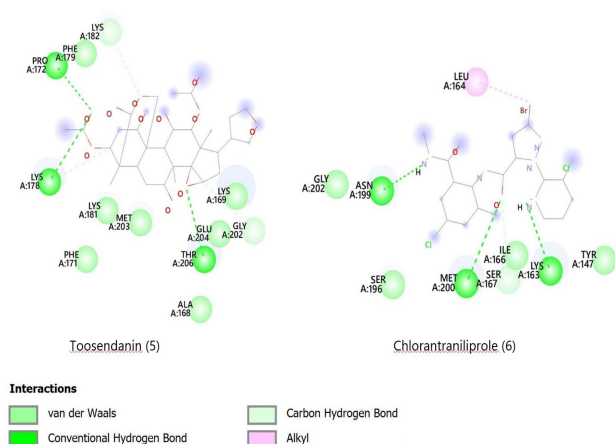 LYS
A:182
PHE
A:179
PRO
A:172
LYS
A:178
LYS
A:181
MET
A:203
LYS
A:169
GLU
A:204
GLY
A:202
THR
A:206
PHE
A:171
ALA
A:168
O
O
O
O
O
O
O
O
O
O
O
Toosendanin (5)
LEU
A:164
Br
GLY
A:202
ASN
A:199
N
H
O
N
N
Cl
O
H
N
Cl
ILE
A:166
SER
A:167
LYS
A:163
TYR
A:147
SER
A:196
MET
A:200
Chlorantraniliprole (6)
Interactions
van der Waals
Conventional Hydrogen Bond
Carbon Hydrogen Bond
Alkyl